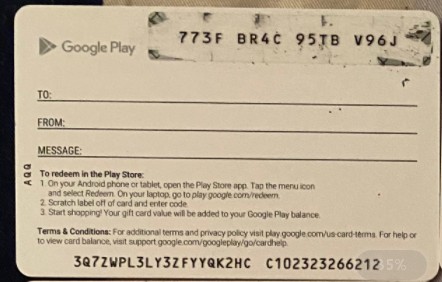 Google Play
773F BR4C 95TB V96J
TO:
FROM:
MESSAGE:
AQQ
To redeem in the Play Store:
1. On your Android phone or tablet, open the Play Store app. Tap the menu icon
and select Redeem. On your laptop, go to play.google.com/redeem.
2. Scratch label off of card and enter code.
3. Start shopping! Your gift card value will be added to your Google Play balance.
Terms & Conditions: For additional terms and privacy policy visit play.google.com/us-card-terms. For help or
to view card balance, visit support.google.com/googleplay/go/cardhelp.
3Q7ZWPL3LY3ZFYYQK2HC C102323266212